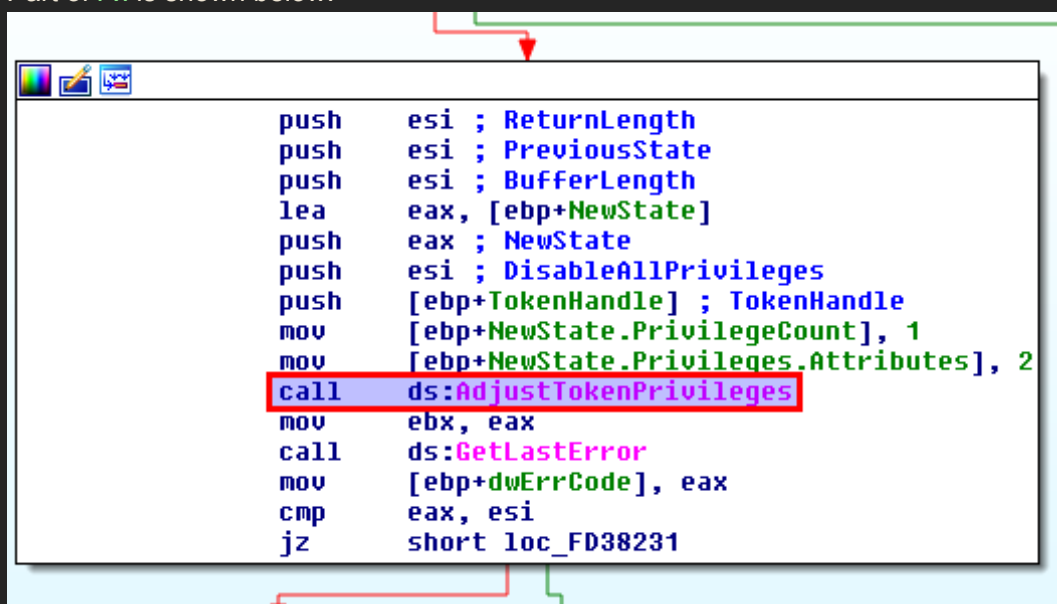 push esi ; ReturnLength
push esi ; PreviousState
push esi ; BufferLength
lea eax, [ebp+NewState]
push eax ; NewState
push esi ; DisableAllPrivileges
push [ebp+TokenHandle] ; TokenHandle
mov [ebp+NewState.PrivilegeCount], 1
mov [ebp+NewState.Privileges.Attributes], 2
call ds:AdjustTokenPrivileges
mov ebx, eax
call ds:GetLastError
mov [ebp+dwErrCode], eax
cmp eax, esi
jz short loc_FD38231